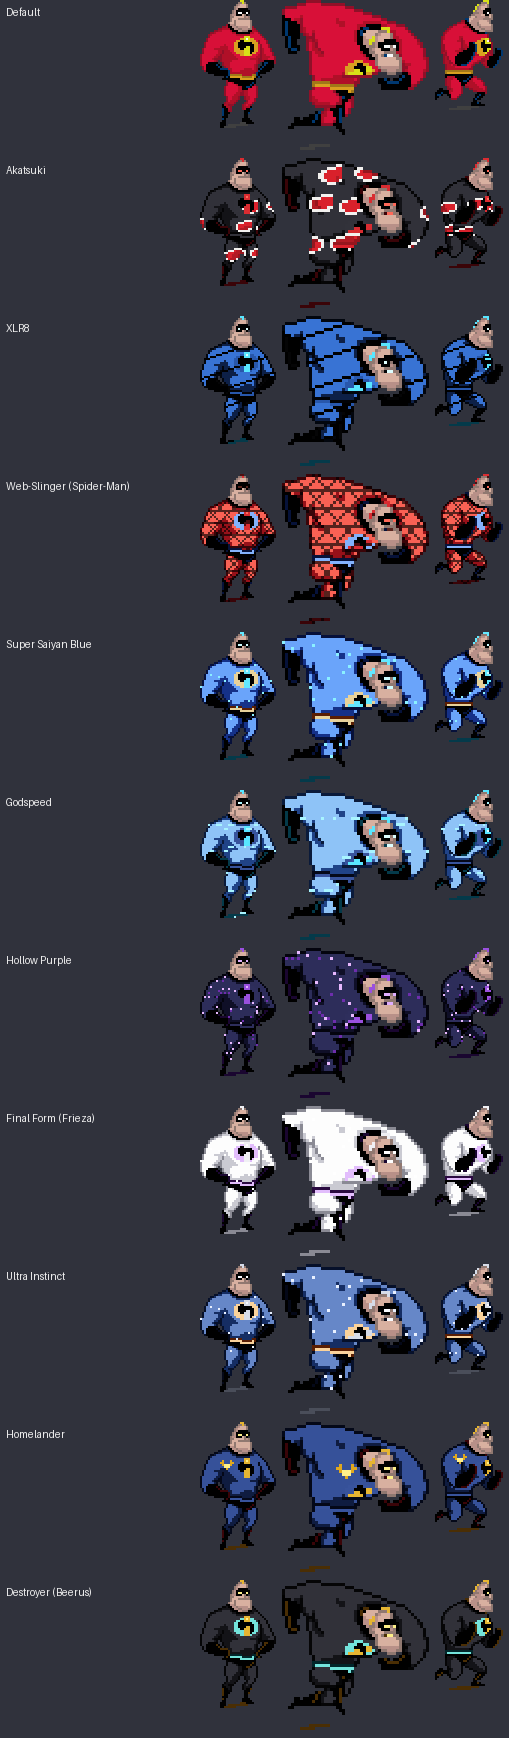 Default
Akatsuki
XLR8
Web-Slinger (Spider-Man)
Super Saiyan Blue
Godspeed
Hollow Purple
Final Form (Frieza)
Ultra Instinct
Homelander
Destroyer (Beerus)